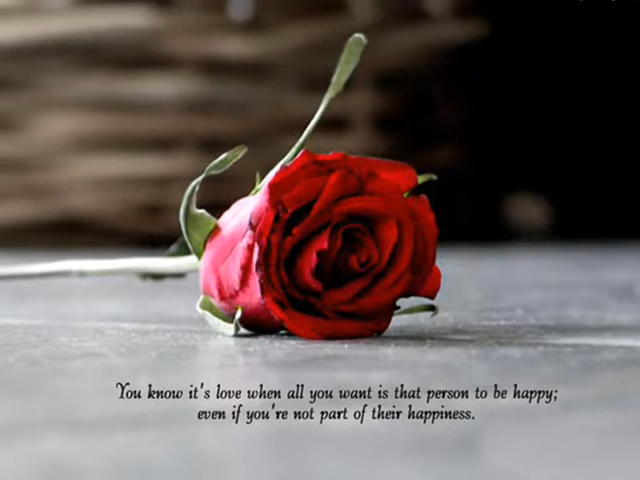 You know it's love when all you want is that person to be happy;
even if you're not part of their happiness.